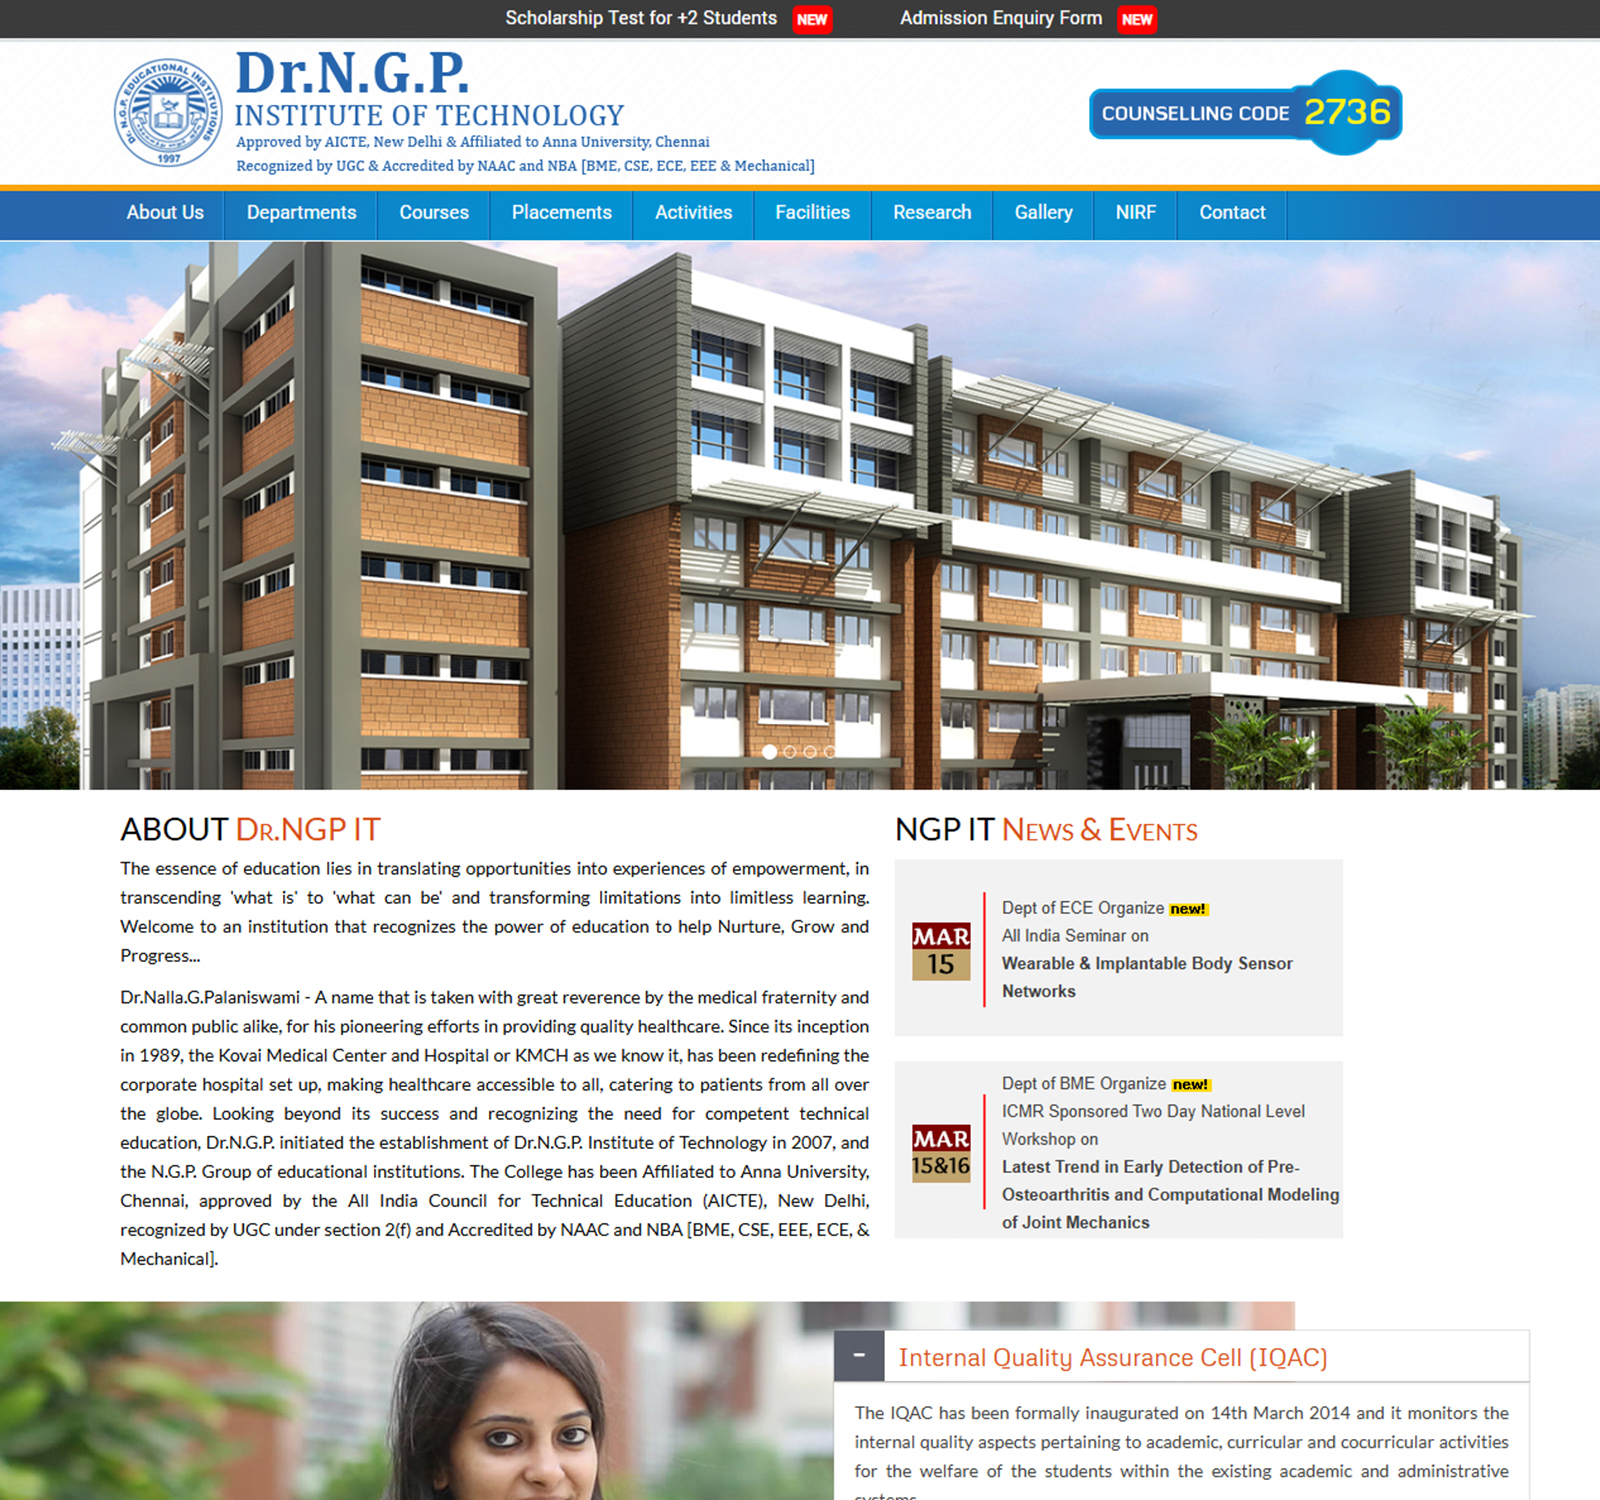 Scholarship Test for +2 Students NEW Admission Enquiry Form NEW
DR. N.G.P. EDUCATIONAL INSTITUTIONS
1997
Dr.N.G.P.
INSTITUTE OF TECHNOLOGY
Approved by AICTE, New Delhi & Affiliated to Anna University, Chennai
Recognized by UGC & Accredited by NAAC and NBA [BME, CSE, ECE, EEE & Mechanical]
COUNSELLING CODE 2736
About Us Departments Courses Placements Activities Facilities Research Gallery NIRF Contact
ABOUT Dr.NGP IT
The essence of education lies in translating opportunities into experiences of empowerment, in
transcending 'what is' to 'what can be' and transforming limitations into limitless learning.
Welcome to an institution that recognizes the power of education to help Nurture, Grow and
Progress...
Dr.Nalla.G.Palaniswami - A name that is taken with great reverence by the medical fraternity and
common public alike, for his pioneering efforts in providing quality healthcare. Since its inception
in 1989, the Kovai Medical Center and Hospital or KMCH as we know it, has been redefining the
corporate hospital set up, making healthcare accessible to all, catering to patients from all over
the globe. Looking beyond its success and recognizing the need for competent technical
education, Dr.N.G.P. initiated the establishment of Dr.N.G.P. Institute of Technology in 2007, and
the N.G.P. Group of educational institutions. The College has been Affiliated to Anna University,
Chennai, approved by the All India Council for Technical Education (AICTE), New Delhi,
recognized by UGC under section 2(f) and Accredited by NAAC and NBA [BME, CSE, EEE, ECE, &
Mechanical].
NGP IT News & Events
MAR
15
Dept of ECE Organize new!
All India Seminar on
Wearable & Implantable Body Sensor
Networks
MAR
15&16
Dept of BME Organize new!
ICMR Sponsored Two Day National Level
Workshop on
Latest Trend in Early Detection of Pre-
Osteoarthritis and Computational Modeling
of Joint Mechanics
- Internal Quality Assurance Cell (IQAC)
The IQAC has been formally inaugurated on 14th March 2014 and it monitors the
internal quality aspects pertaining to academic, curricular and cocurricular activities
for the welfare of the students within the existing academic and administrative
systems